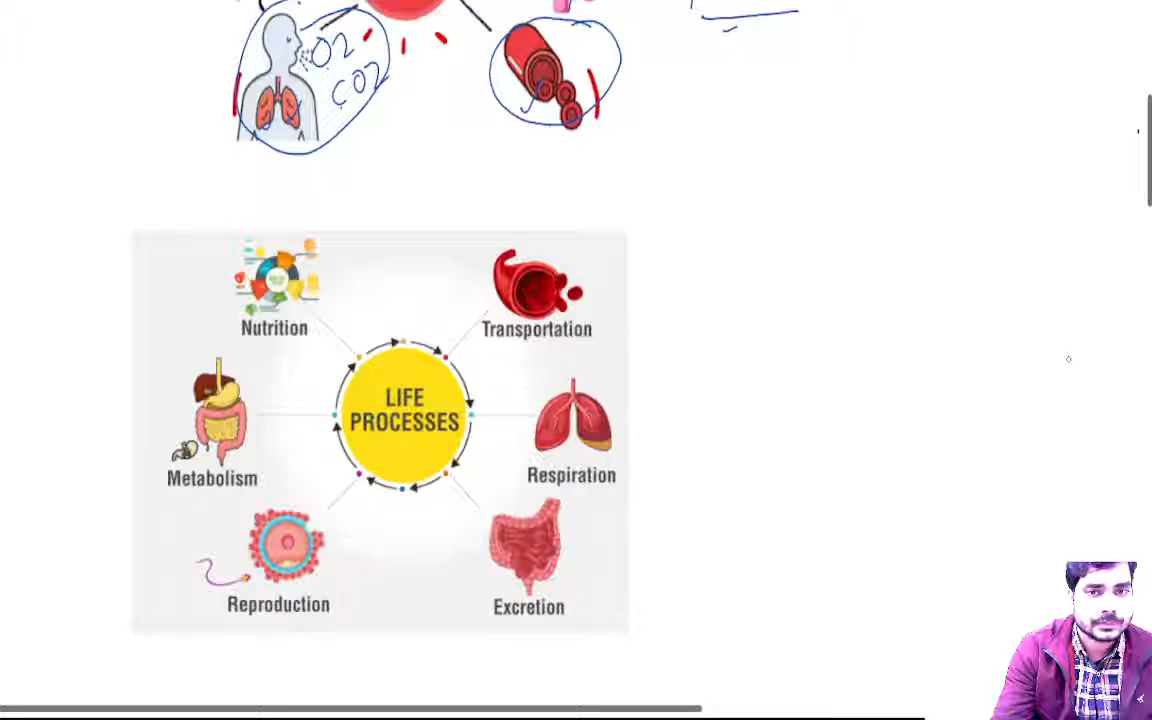 O2
CO2
Nutrition
Transportation
LIFE
PROCESSES
Metabolism
Respiration
Reproduction
Excretion